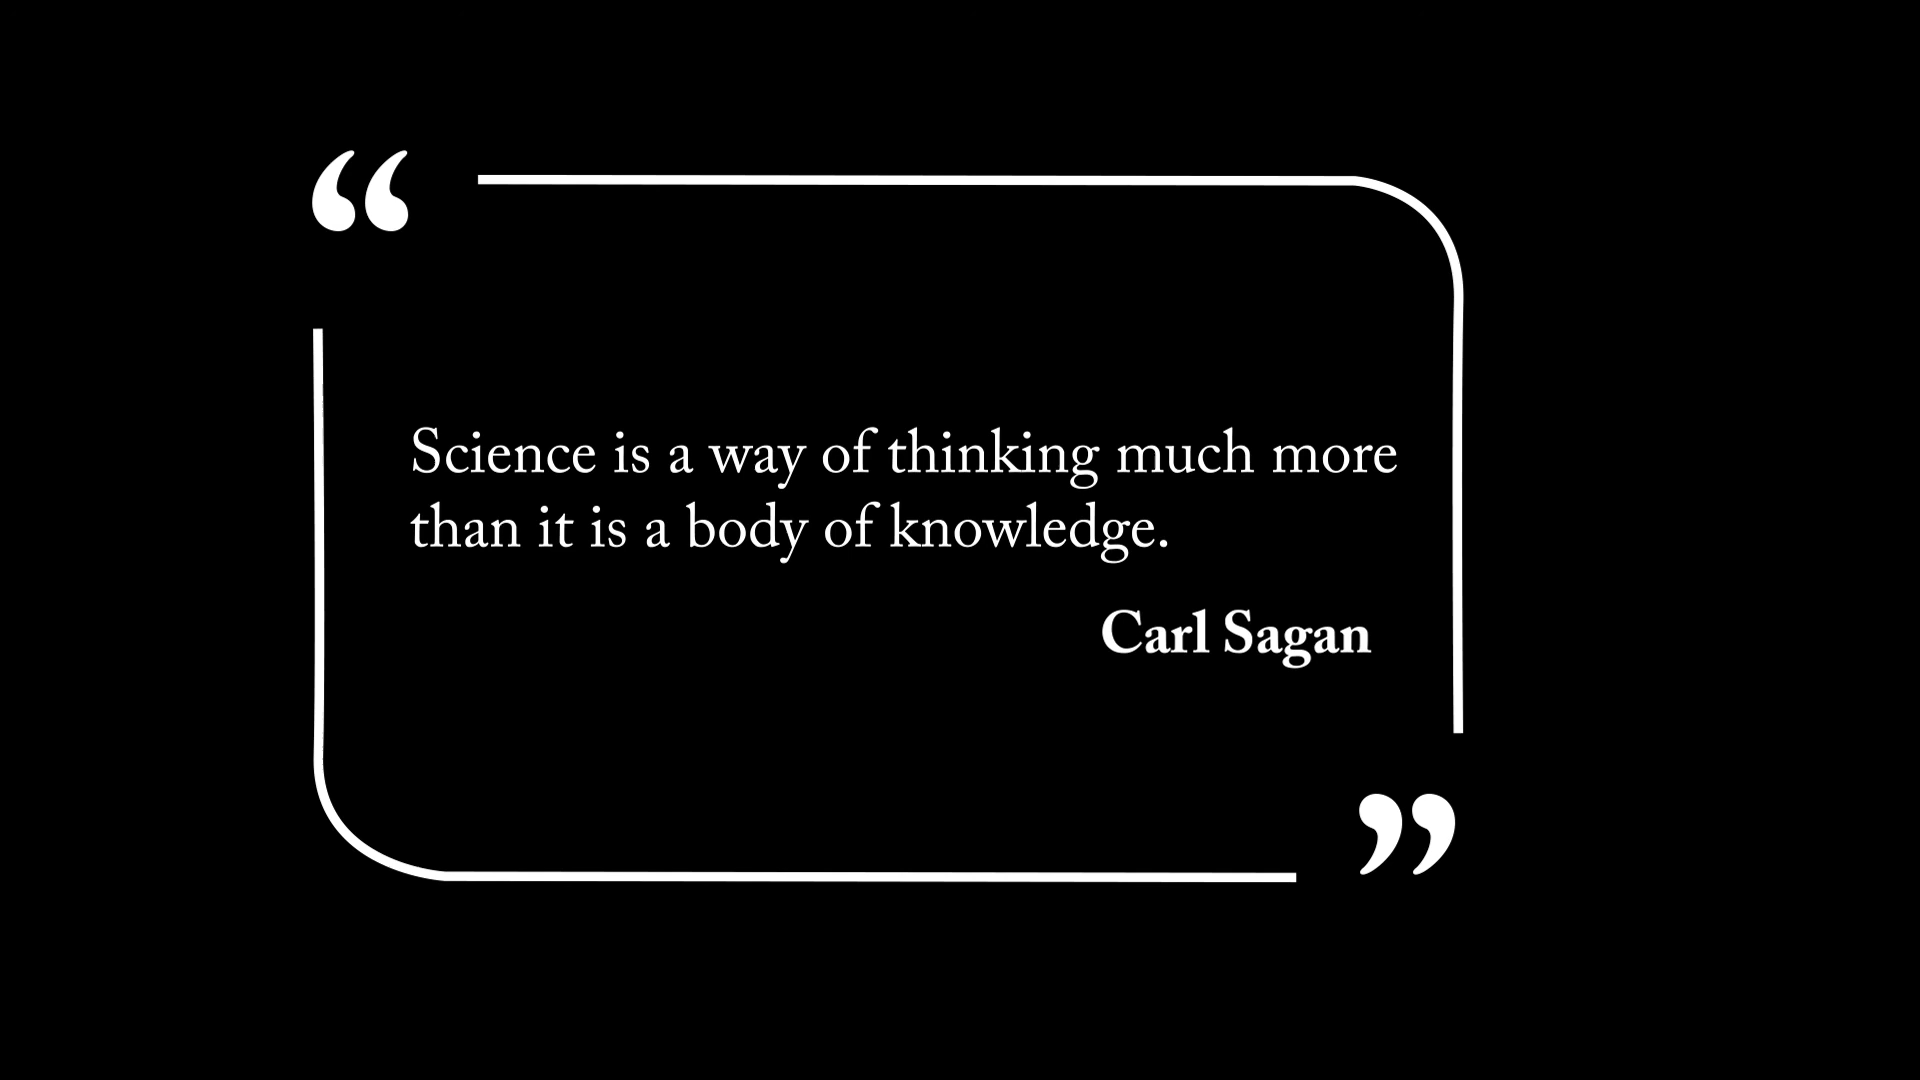 “
Science is a way of thinking much more
than it is a body of knowledge.
Carl Sagan
”